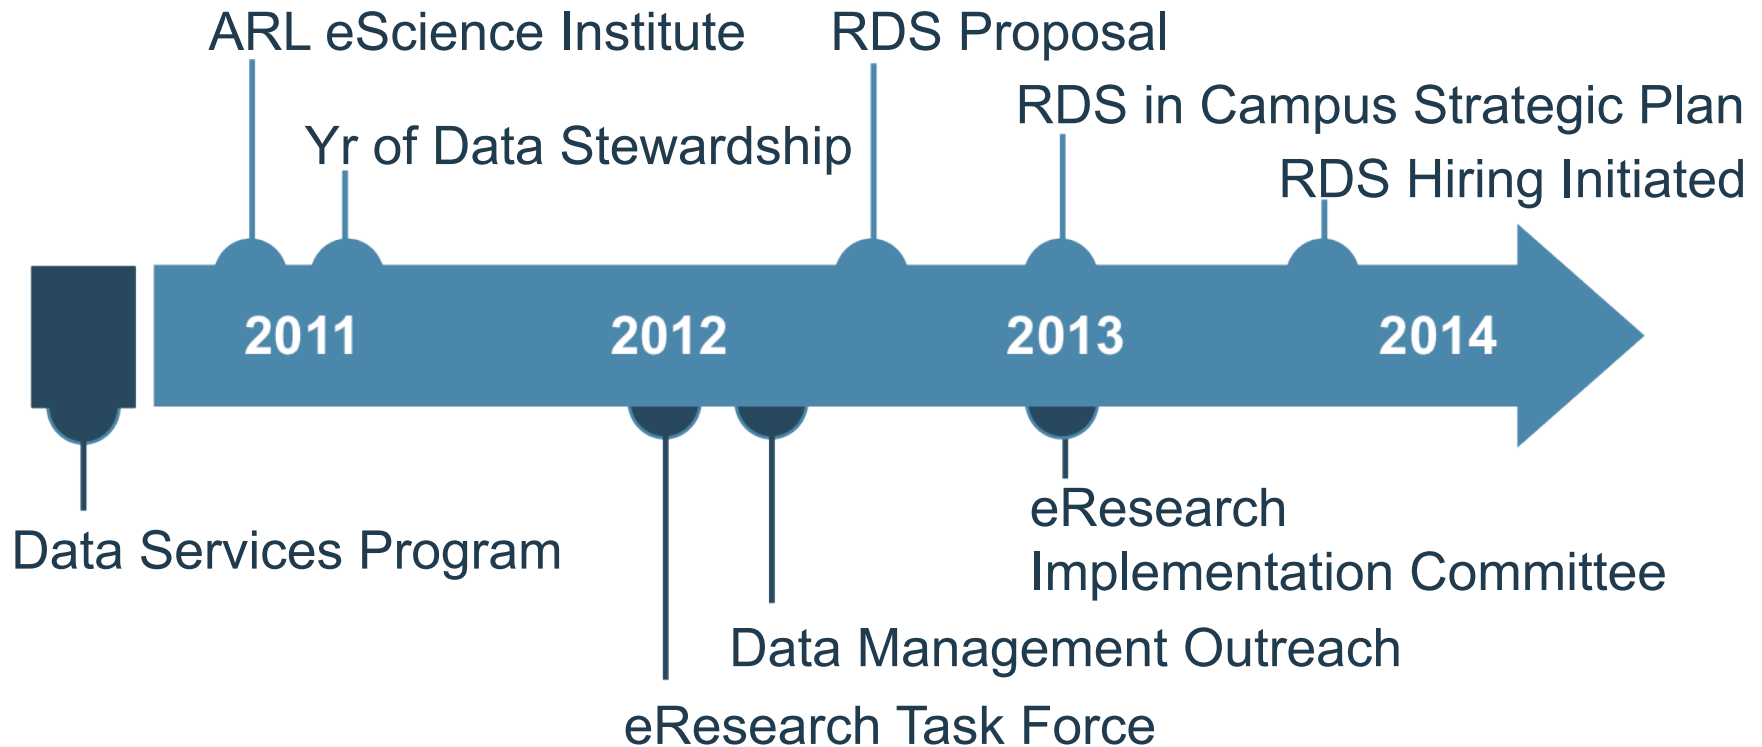 ARL eScience Institute
RDS Proposal
RDS in Campus Strategic Plan
Yr of Data Stewardship
RDS Hiring Initiated
2011
2012
2013
2014
eResearch
Implementation Committee
Data Services Program
Data Management Outreach
eResearch Task Force